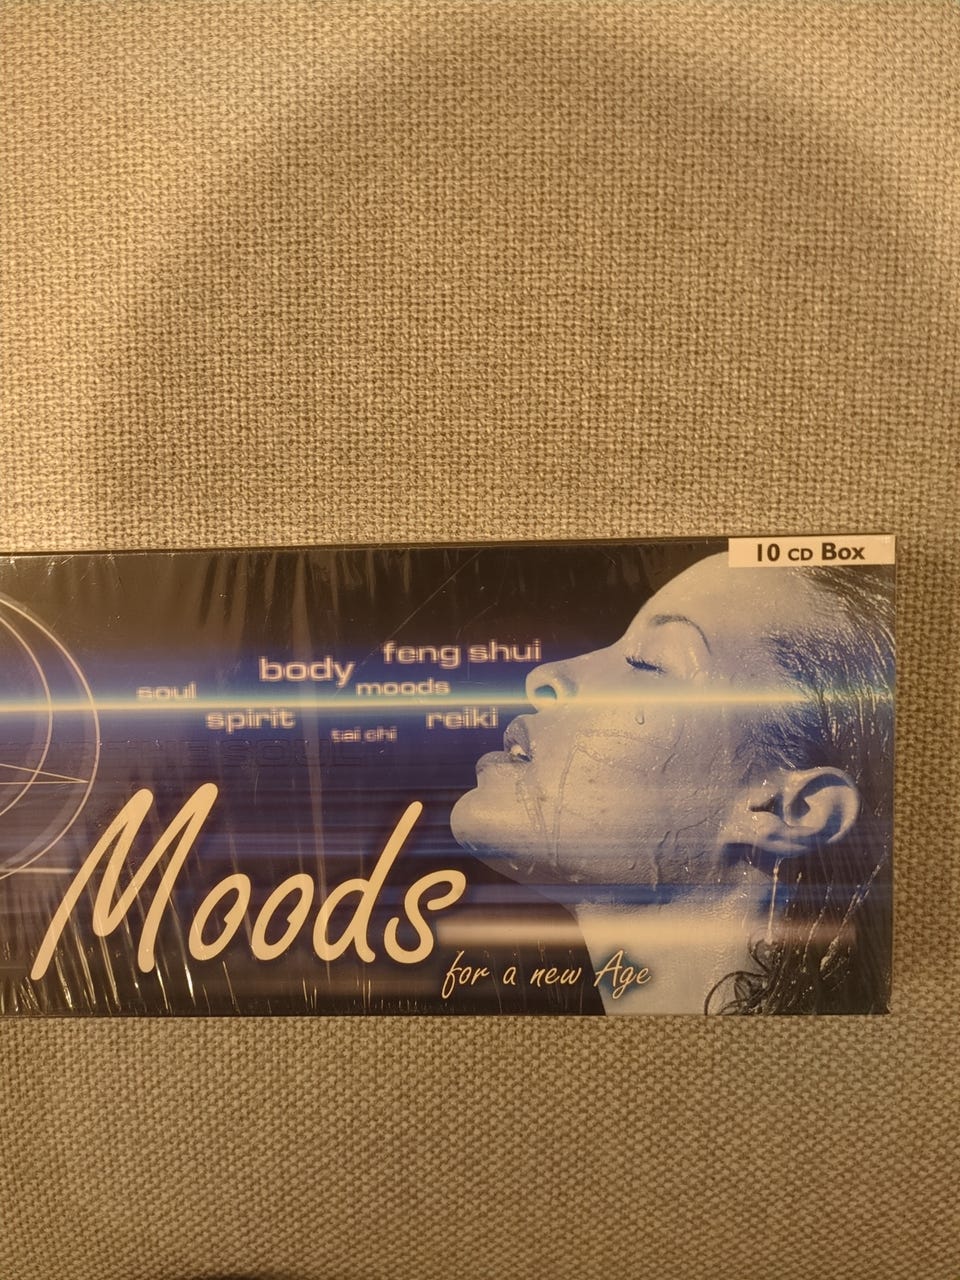 10 CD Box
feng shui
body
soul
moods
spirit
reiki
tai chi
Moods
for a new Age